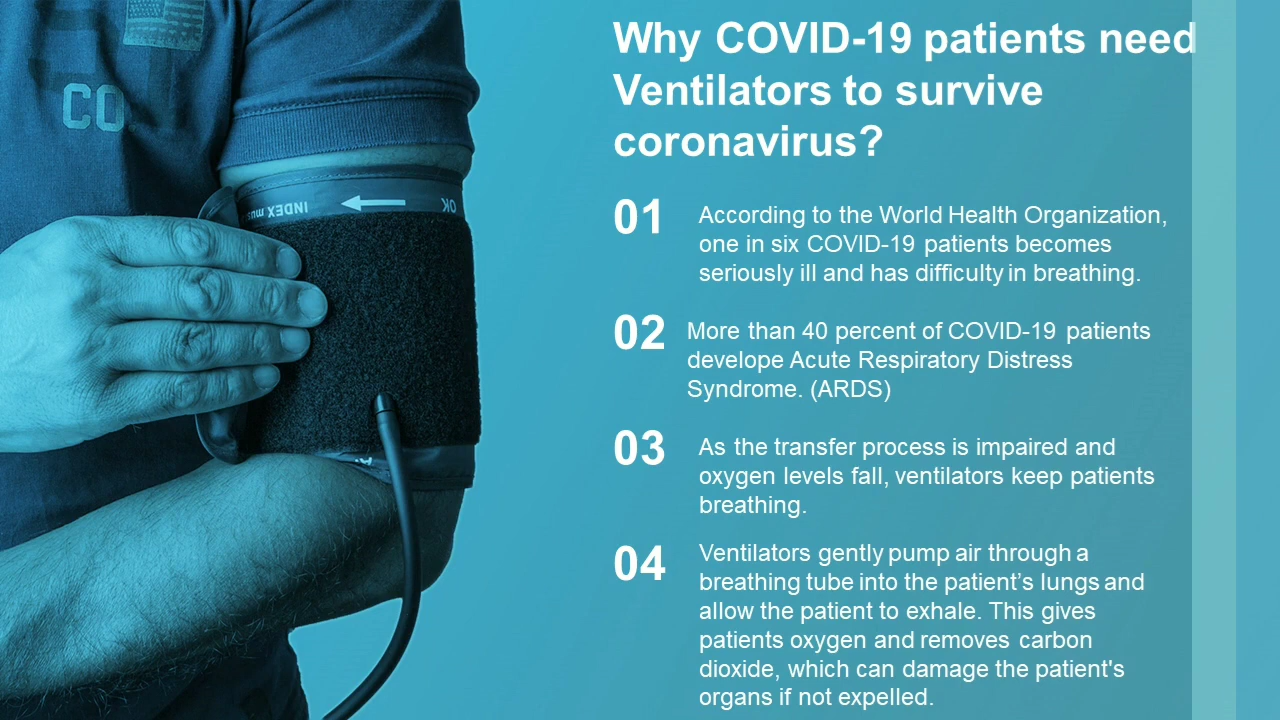 Why COVID-19 patients need
Ventilators to survive
coronavirus?
01
According to the World Health Organization,
one in six COVID-19 patients becomes
seriously ill and has difficulty in breathing.
02
More than 40 percent of COVID-19 patients
develope Acute Respiratory Distress
Syndrome. (ARDS)
03
As the transfer process is impaired and
oxygen levels fall, ventilators keep patients
breathing.
04
Ventilators gently pump air through a
breathing tube into the patient’s lungs and
allow the patient to exhale. This gives
patients oxygen and removes carbon
dioxide, which can damage the patient's
organs if not expelled.
CO
INDEX mus
OK